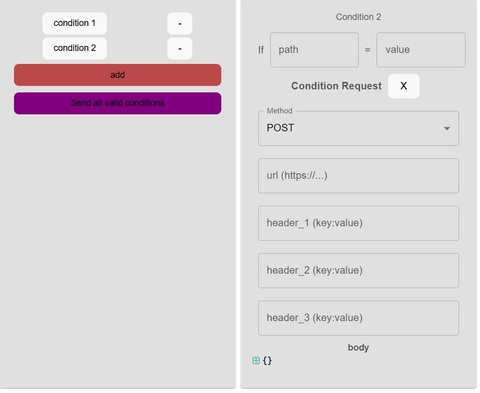 condition 1 -
condition 2 -
add
Send all valid conditions
Condition 2
If path = value
Condition Request X
Method
POST
url (https://...)
header_1 (key:value)
header_2 (key:value)
header_3 (key:value)
body
{}